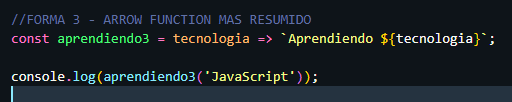 //FORMA 3 - ARROW FUNCTION MAS RESUMIDO
const aprendiendo3 = tecnologia => `Aprendiendo ${tecnologia}`;
console.log(aprendiendo3('JavaScript'));